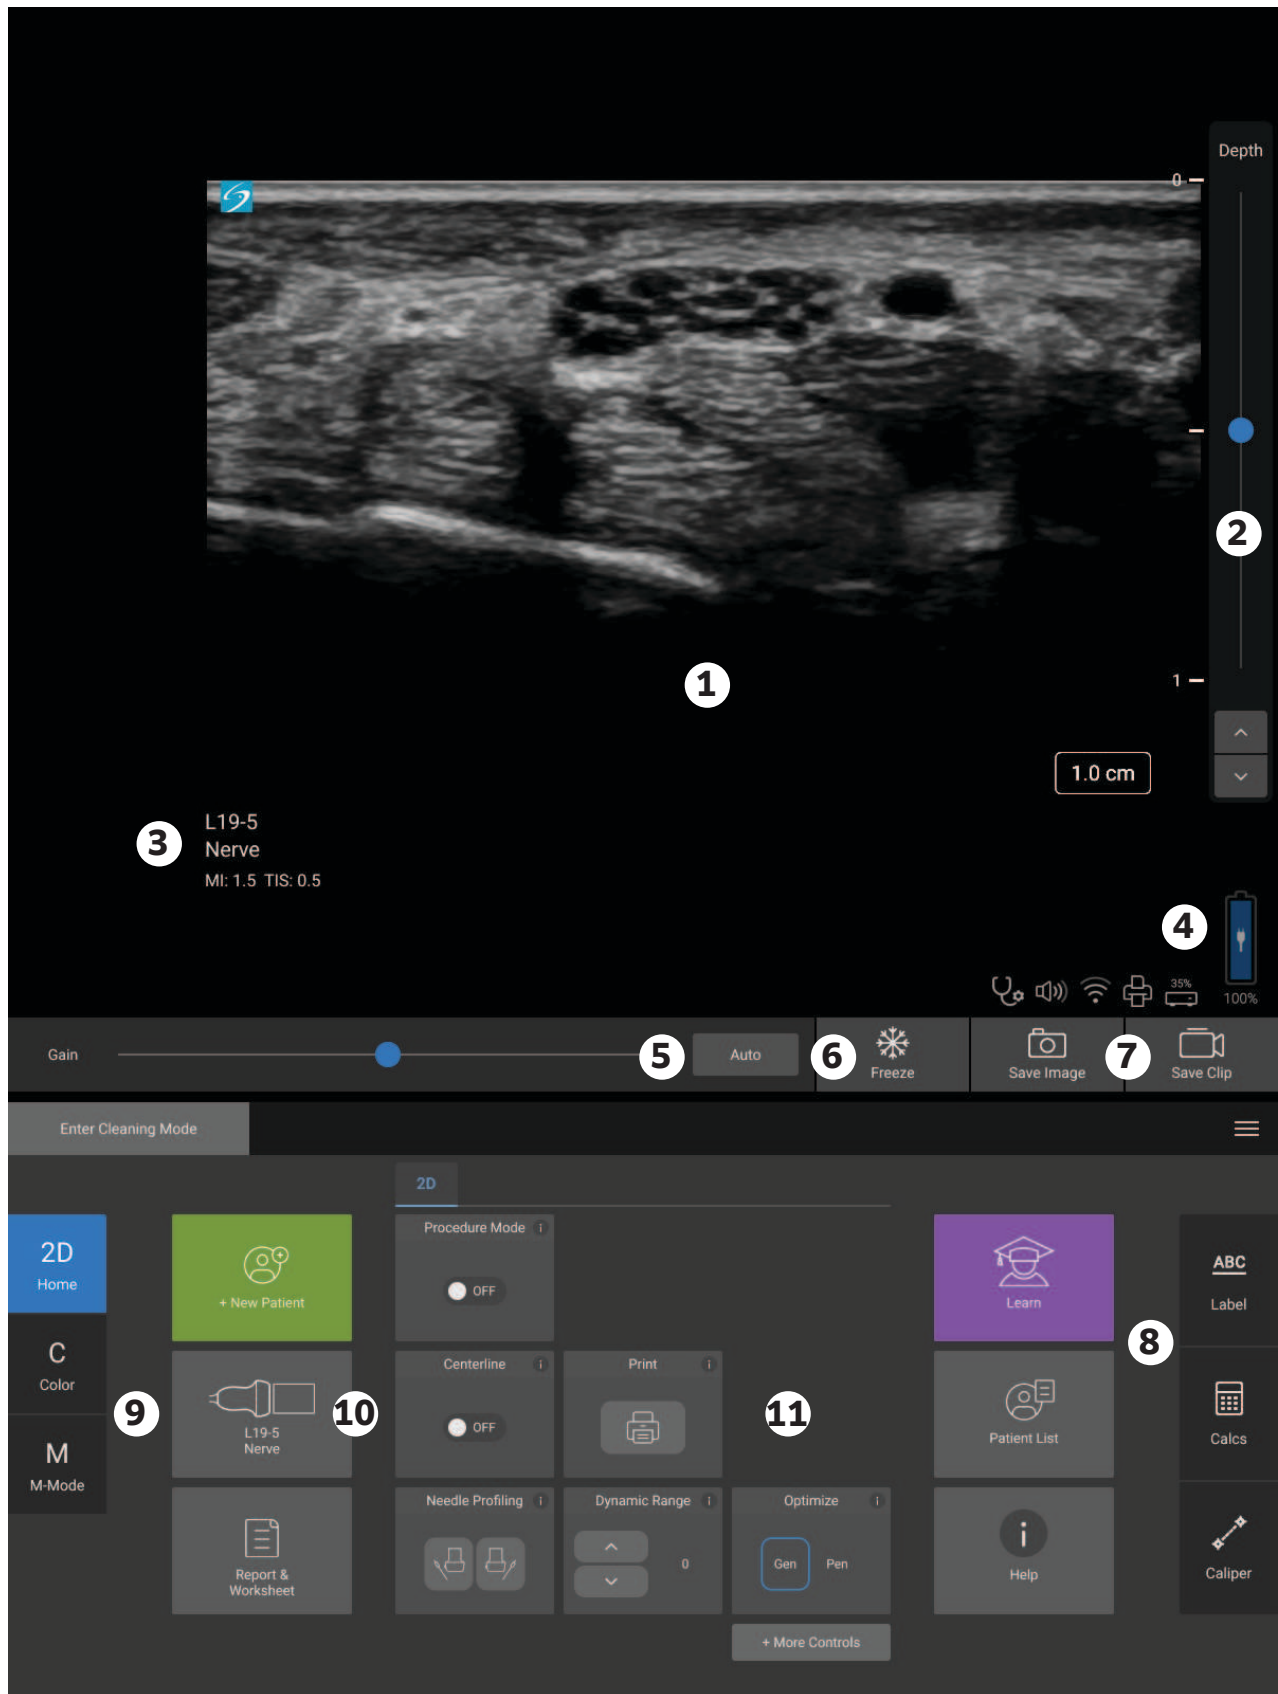 Depth
0
2
1
1
1.0 cm
3
L19-5
Nerve
MI: 1.5 TIS: 0.5
4
35%
100%
Gain
5
Auto
6
Freeze
Save Image
7
Save Clip
Enter Cleaning Mode
2D
2D
Home
C
Color
M
M-Mode
9
+ New Patient
L19-5
Nerve
10
Report &
Worksheet
Procedure Mode i
OFF
Centerline i
OFF
Print i
11
Needle Profiling i
Dynamic Range i
0
Optimize i
Gen Pen
+ More Controls
Learn
Patient List
i
Help
8
ABC
Label
Calcs
Caliper